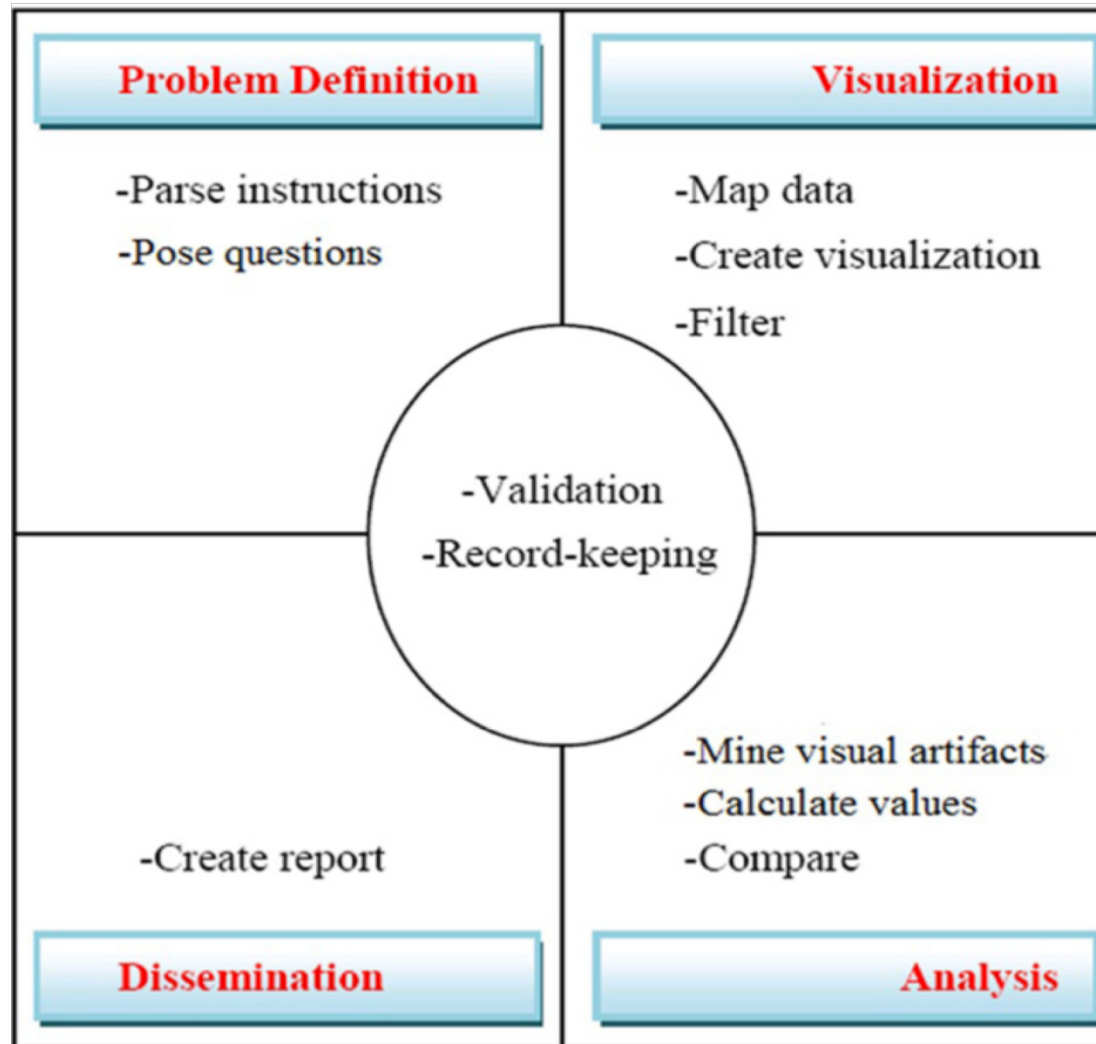 Problem Definition
-Parse instructions
-Pose questions
Visualization
-Map data
-Create visualization
-Filter
-Validation
-Record-keeping
-Create report
Dissemination
-Mine visual artifacts
-Calculate values
-Compare
Analysis